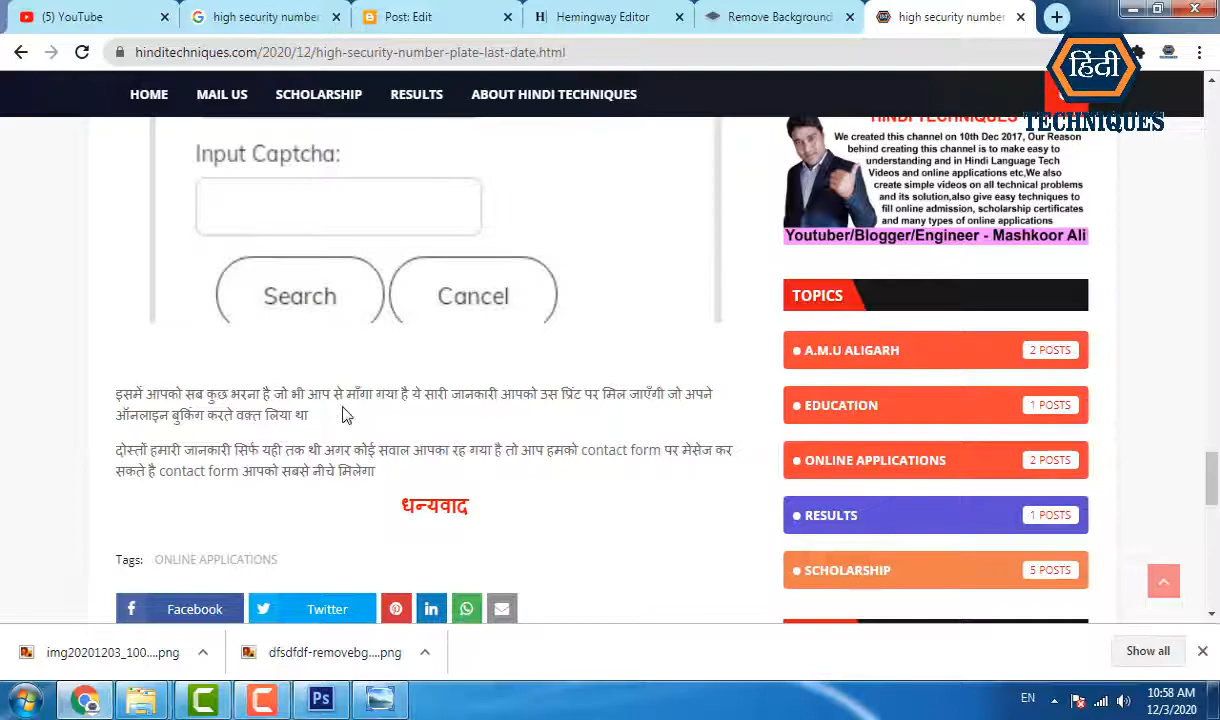 (5) YouTube
high security number
Post: Edit
Hemingway Editor
Remove Background
high security number
hinditechniques.com/2020/12/high-security-number-plate-last-date.html
हिंदी
TECHNIQUES
HOME MAIL US SCHOLARSHIP RESULTS ABOUT HINDI TECHNIQUES
Input Captcha:
Search Cancel
इसमें आपको सब कुछ भरना है जो भी आप से माँगा गया है ये सारी जानकारी आपको उस प्रिंट पर मिल जाएँगी जो अपने
ऑनलाइन बुकिंग करते वक़्त लिया था
दोस्तों हमारी जानकारी सिर्फ यही तक थी अगर कोई सवाल आपका रह गया है तो आप हमको contact form पर मेसेज कर
सकते है contact form आपको सबसे नीचे मिलेगा
धन्यवाद
Tags: ONLINE APPLICATIONS
Facebook Twitter
HINDI TECHNIQUES
We created this channel on 10th Dec 2017, Our Reason
behind creating this channel is to make easy to
understanding and in Hindi Language Tech
Videos and online applications etc,We also
create simple videos on all technical problems
and its solution,also give easy techniques to
fill online admission, scholarship certificates
and many types of online applications
Youtuber/Blogger/Engineer - Mashkoor Ali
TOPICS
A.M.U ALIGARH 2 POSTS
EDUCATION 1 POSTS
ONLINE APPLICATIONS 2 POSTS
RESULTS 1 POSTS
SCHOLARSHIP 5 POSTS
img20201203_100....png
dfsdfdf-removebg....png
Show all
EN
10:58 AM
12/3/2020